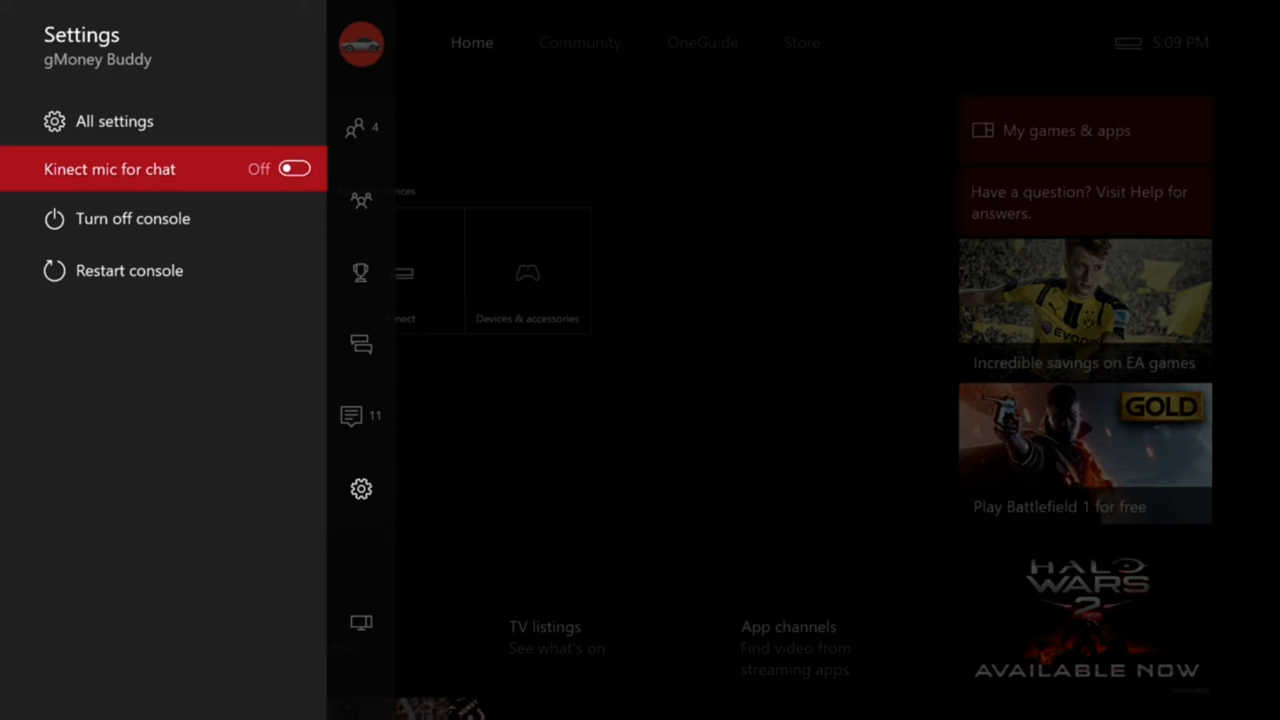 Settings
gMoney Buddy
All settings
Kinect mic for chat Off
Turn off console
Restart console
4
11
Home Community OneGuide Store 5:09 PM
Devices & accessories
My games & apps
Have a question? Visit Help for
answers.
EVONIK
Incredible savings on EA games
GOLD
Play Battlefield 1 for free
HALO
WARS
2
AVAILABLE NOW
TV listings
See what's on
App channels
Find video from
streaming apps